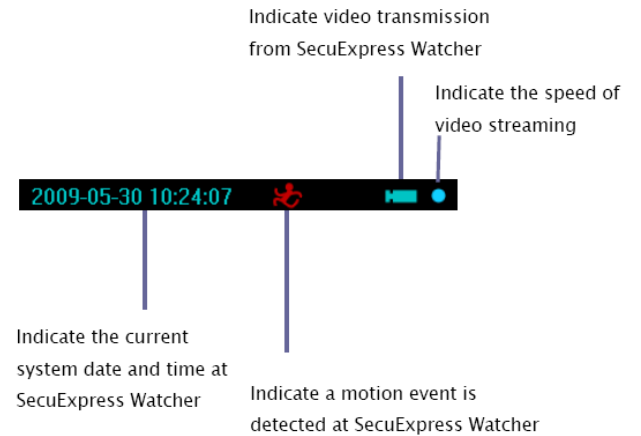 Indicate video transmission
from SecuExpress Watcher
Indicate the speed of
video streaming
2009-05-30 10:24:07
Indicate the current
system date and time at
SecuExpress Watcher
Indicate a motion event is
detected at SecuExpress Watcher